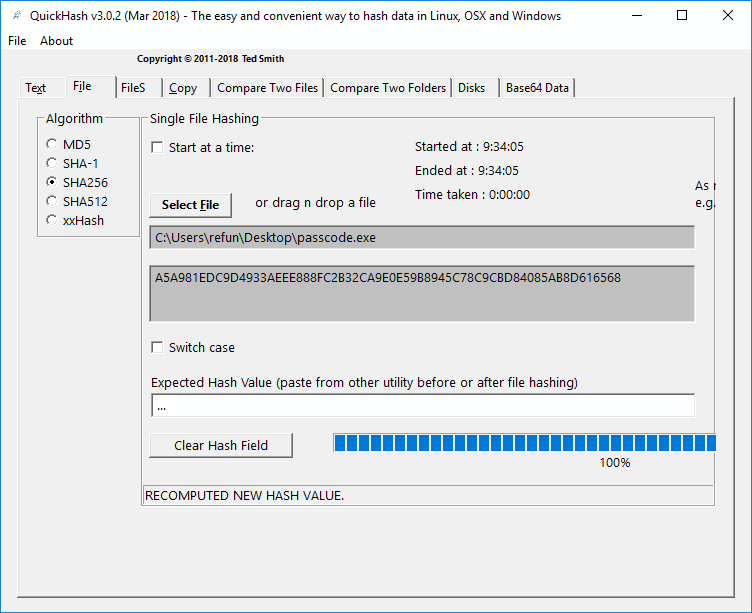 # QuickHash v3.0.2 (Mar 2018) - The easy and convenient way to hash data in Linux, OSX and Windows
File About
Copyright © 2011-2018 Ted Smith
Text File FileS Copy Compare Two Files Compare Two Folders Disks Base64 Data
Algorithm
MD5
SHA-1
SHA256
SHA512
xxHash
Single File Hashing
Start at a time:
Started at : 9:34:05
Ended at : 9:34:05
Time taken : 0:00:00
As
e.g.
Select File or drag n drop a file
C:\Users\refun\Desktop\passcode.exe
A5A981EDC9D4933AEEE888FC2B32CA9E0E59B8945C78C9CBD84085AB8D616568
Switch case
Expected Hash Value (paste from other utility before or after file hashing)
...
Clear Hash Field
100%
RECOMPUTED NEW HASH VALUE.